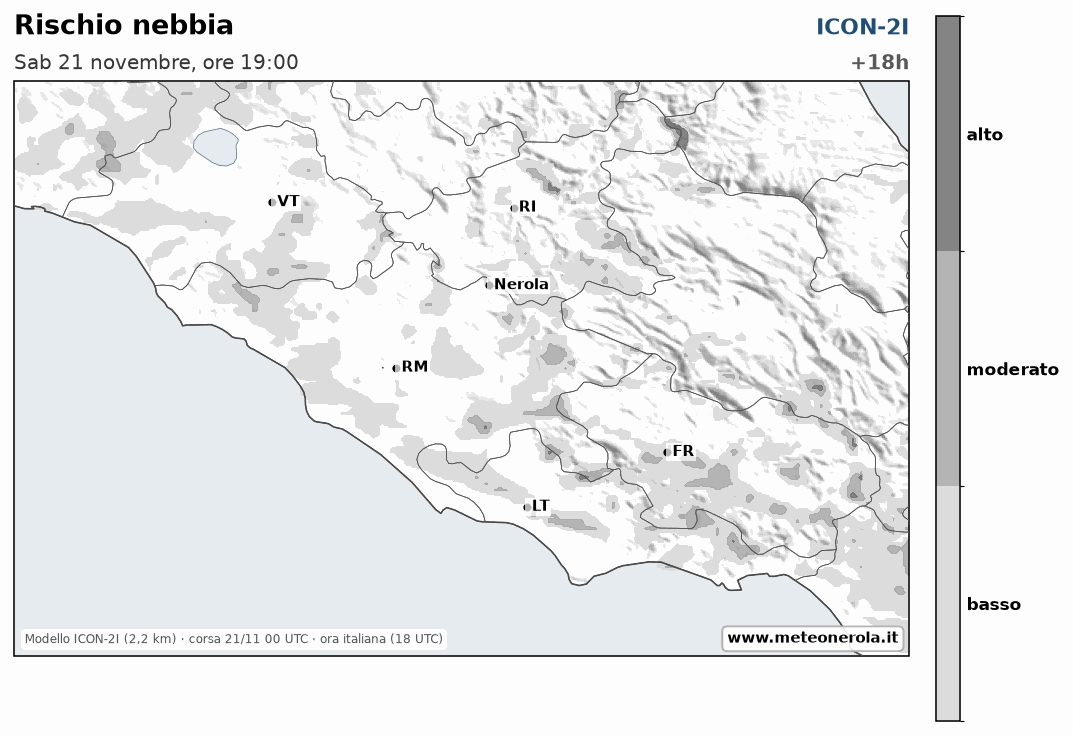 Rischio nebbia
ICON-2I
Sab 21 novembre, ore 19:00
+18h
alto
VT
RI
Nerola
moderato
RM
FR
LT
basso
Modello ICON-2I (2,2 km) · corsa 21/11 00 UTC · ora italiana (18 UTC)
www.meteonerola.it